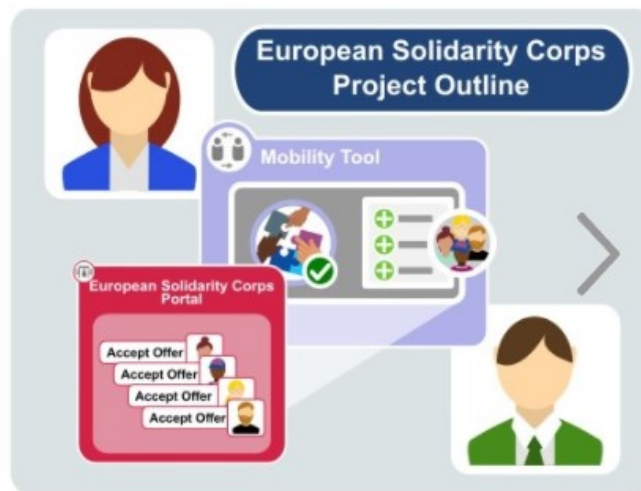 European Solidarity Corps
Project Outline
Mobility Tool
European Solidarity Corps
Portal
Accept Offer
Accept Offer
Accept Offer
Accept Offer